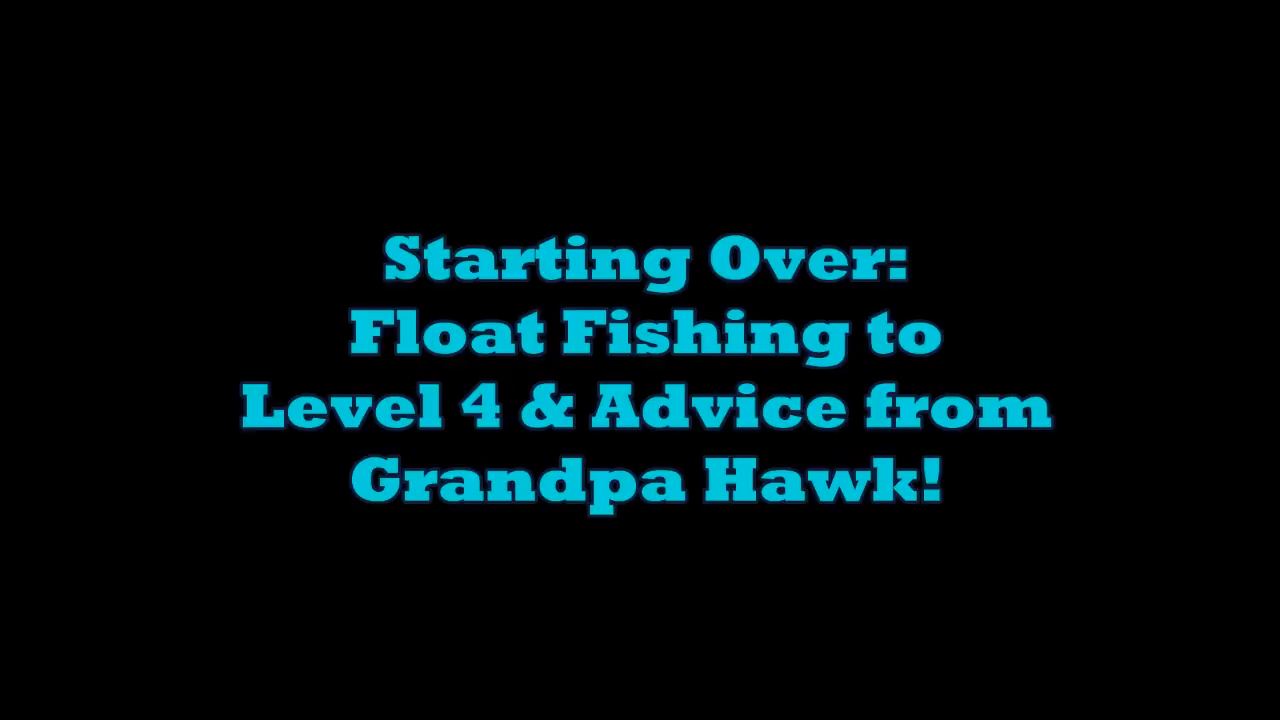 Starting Over:
Float Fishing to
Level 4 & Advice from
Grandpa Hawk!